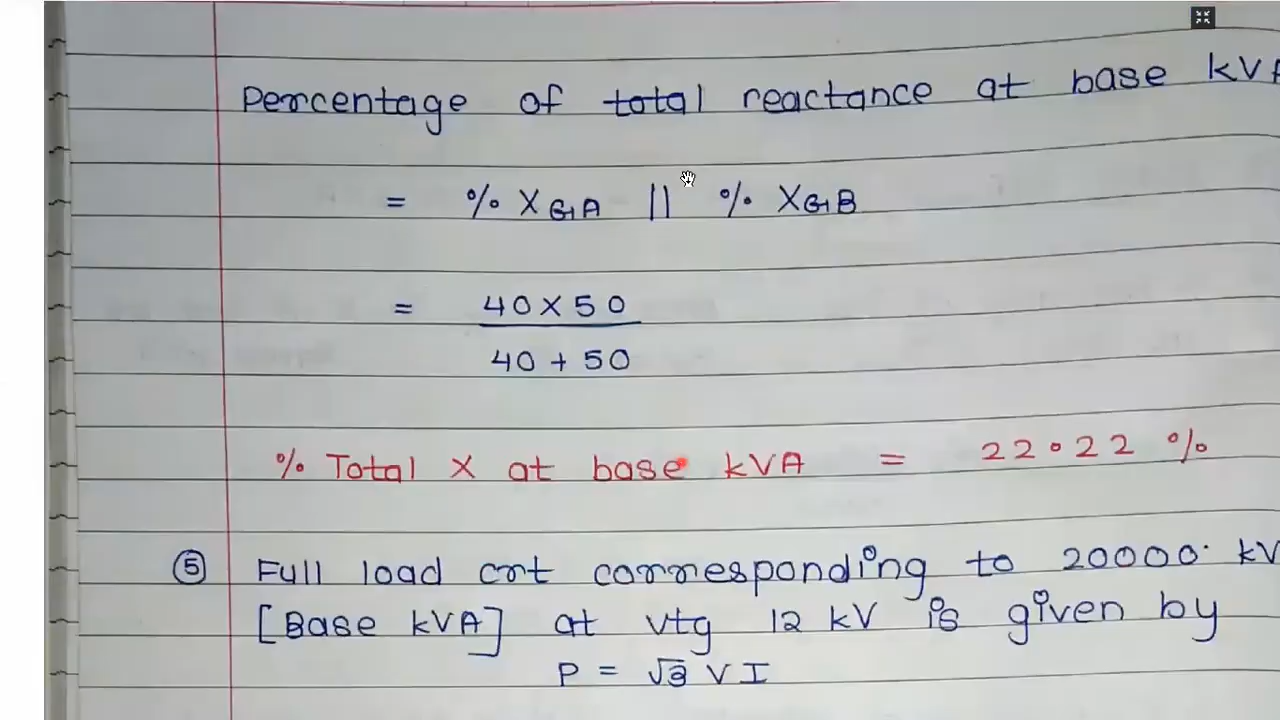 Percentage of total reactance at base kVA
= % XGA || % XGB
= 40 X 50
40 + 50
% Total X at base kVA = 22.22 %
⑤ Full load crt corresponding to 20000 kV
[Base kVA] at vtg 12 kV is given by
P = √3 V I